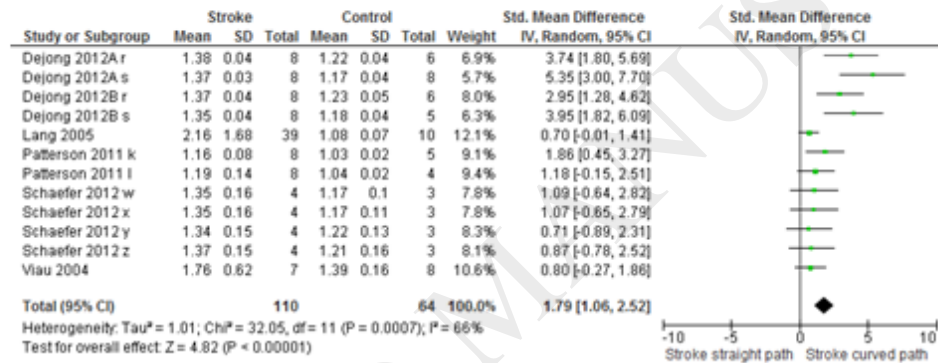 Stroke Control Std. Mean Difference Std. Mean Difference
Study or Subgroup Mean SD Total Mean SD Total Weight IV, Random, 95% CI IV, Random, 95% CI
Dejong 2012A r 1.38 0.04 8 1.22 0.04 6 6.9% 3.74 [1.80, 5.69]
Dejong 2012A s 1.37 0.03 8 1.17 0.04 8 5.7% 5.35 [3.00, 7.70]
Dejong 2012B r 1.37 0.04 8 1.23 0.05 6 8.0% 2.95 [1.28, 4.62]
Dejong 2012B s 1.35 0.04 8 1.18 0.04 5 6.2% 3.95 [1.82, 6.09]
Lang 2005 2.16 1.68 39 1.08 0.07 10 12.1% 0.70 [-0.01, 1.41]
Patterson 2011 k 1.16 0.08 8 1.03 0.02 5 9.1% 1.86 [0.45, 3.27]
Patterson 2011 l 1.19 0.14 8 1.04 0.02 4 9.4% 1.18 [-0.15, 2.51]
Schaefer 2012 w 1.35 0.16 4 1.17 0.1 3 7.8% 1.09 [-0.64, 2.82]
Schaefer 2012 x 1.35 0.16 4 1.17 0.11 3 7.8% 1.07 [-0.65, 2.79]
Schaefer 2012 y 1.34 0.15 4 1.22 0.13 3 8.3% 0.71 [-0.89, 2.31]
Schaefer 2012 z 1.37 0.15 4 1.21 0.16 3 8.1% 0.87 [-0.78, 2.52]
Viau 2004 1.76 0.62 7 1.39 0.16 8 10.6% 0.80 [-0.27, 1.86]
Total (95% CI) 110 64 100.0% 1.79 [1.06, 2.52]
Heterogeneity: Tau² = 1.01; Chi² = 32.05, df = 11 (P = 0.0007); I² = 66%
Test for overall effect: Z = 4.82 (P < 0.00001)
-10 -5 0 5 10
Stroke straight path Stroke curved path
MANUS